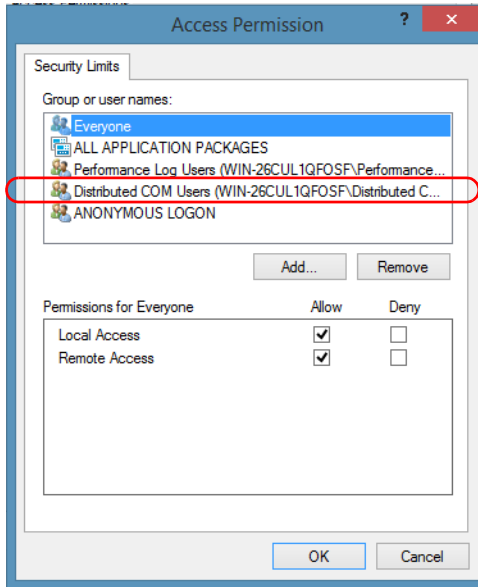 Access Permission
?
×
Security Limits
Group or user names:
Everyone
ALL APPLICATION PACKAGES
Performance Log Users (WIN-26CUL1QFOSF\Performance...
Distributed COM Users (WIN-26CUL1QFOSF\Distributed C...
ANONYMOUS LOGON
Add... Remove
Permissions for Everyone Allow Deny
Local Access
Remote Access
OK Cancel